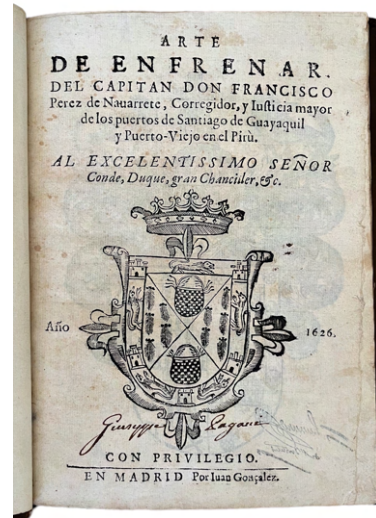 ARTE
DE ENFRENAR.
DEL CAPITAN DON FRANCISCO
Perez de Nauarrete, Corregidor, y Iusticia mayor
de los puertos de Santiago de Guayaquil
y Puerto-Viejo en el Pirù.
AL EXCELENTISSIMO SEÑOR
Conde, Duque, gran Chanciller, &c.
Año 1626.
Giuseppe Pagano
CON PRIVILEGIO.
EN MADRID Por Iuan Gonçalez.